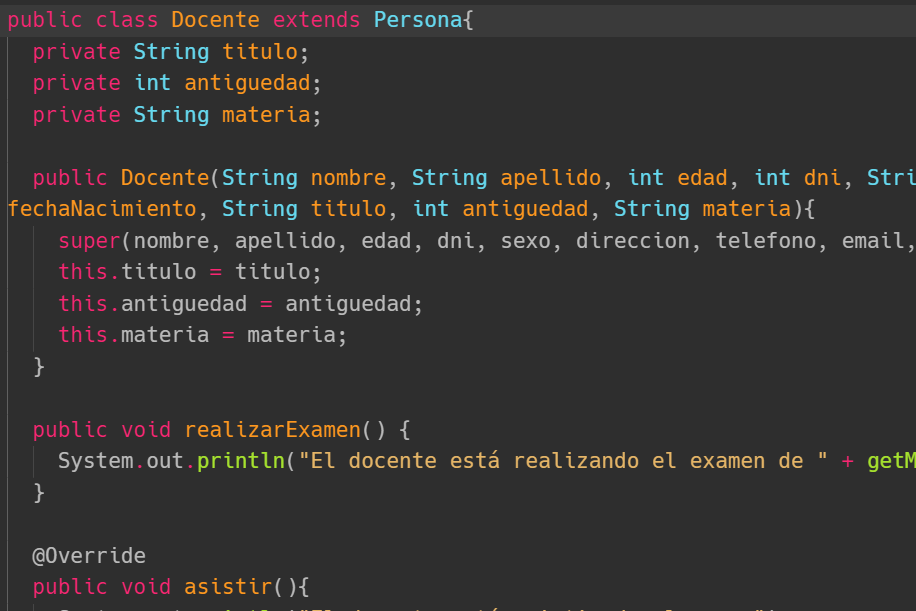 public class Docente extends Persona{
private String titulo;
private int antiguedad;
private String materia;
public Docente(String nombre, String apellido, int edad, int dni, Stri
fechaNacimiento, String titulo, int antiguedad, String materia){
super(nombre, apellido, edad, dni, sexo, direccion, telefono, email,
this.titulo = titulo;
this.antiguedad = antiguedad;
this.materia = materia;
}
public void realizarExamen() {
System.out.println("El docente está realizando el examen de " + getM
}
@Override
public void asistir(){